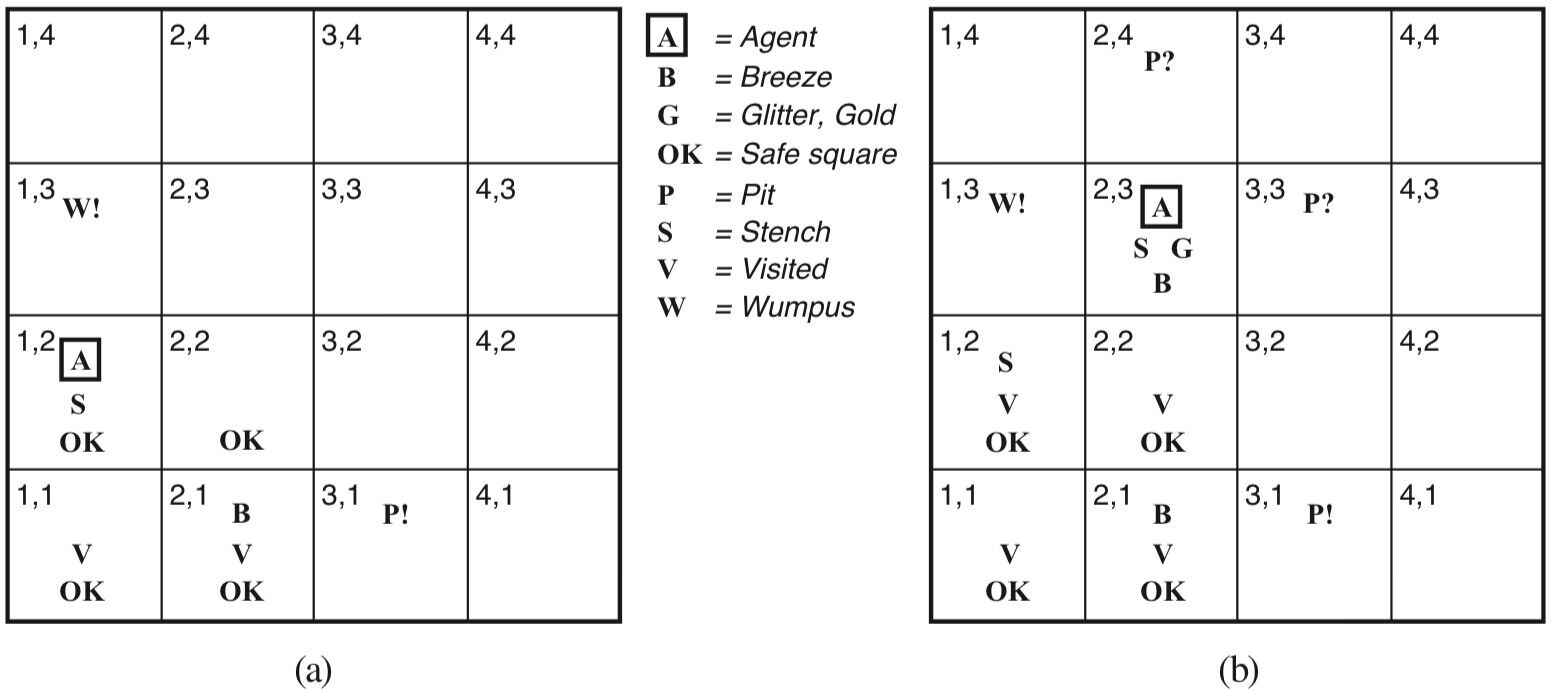 1,4 2,4 3,4 4,4
1,3 W! 2,3 3,3 4,3
1,2 A 2,2 3,2 4,2
S
OK OK
1,1 2,1 B 3,1 P! 4,1
V V
OK OK
(a)
A = Agent
B = Breeze
G = Glitter, Gold
OK = Safe square
P = Pit
S = Stench
V = Visited
W = Wumpus
1,4 2,4 P? 3,4 4,4
1,3 W! 2,3 A 3,3 P? 4,3
S G
B
1,2 S 2,2 3,2 4,2
V V
OK OK
1,1 2,1 B 3,1 P! 4,1
V V
OK OK
(b)